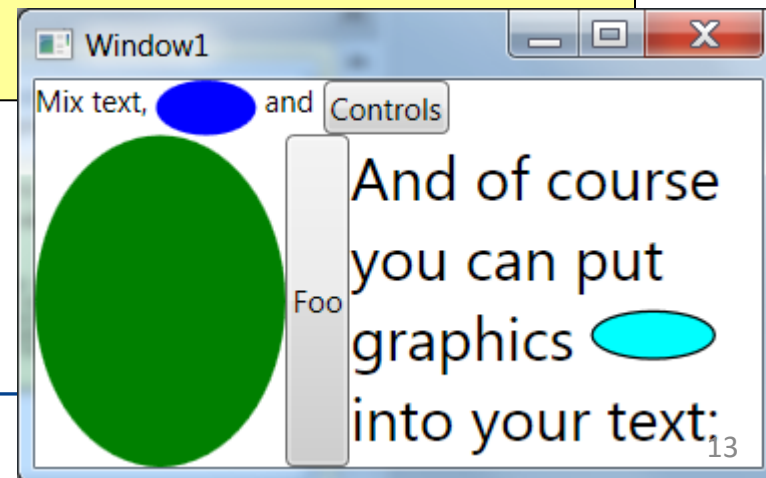 Window1
Mix text, and Controls
Foo
And of course
you can put
graphics
into your text:
13